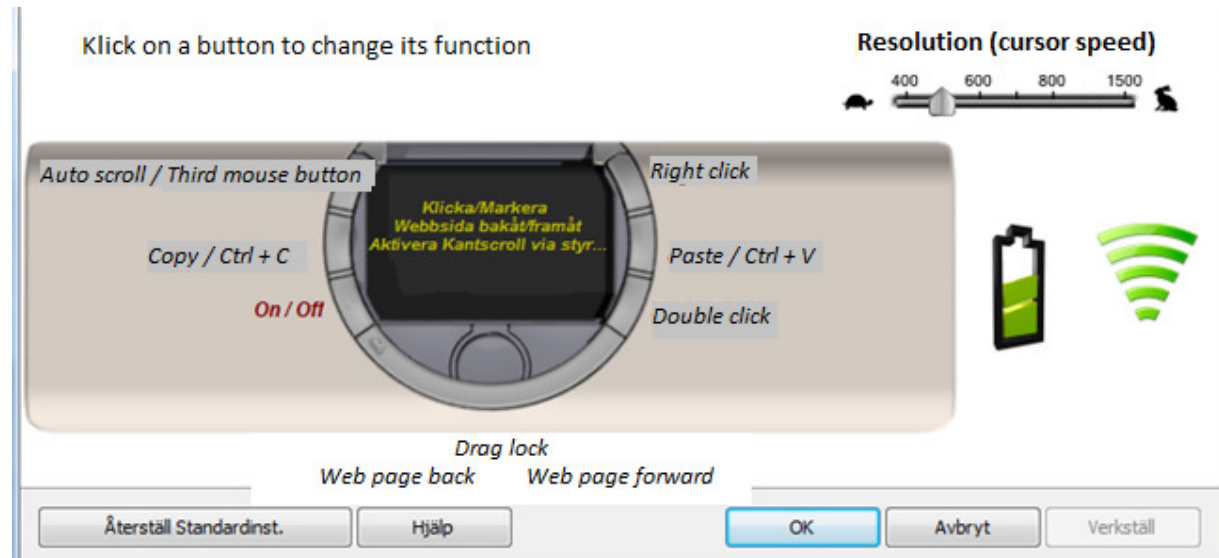 Klick on a button to change its function
Resolution (cursor speed)
400 600 800 1500
Auto scroll / Third mouse button
Right click
Klicka/Markera
Webbsida bakåt/framåt
Aktivera Kantscroll via styr...
Copy / Ctrl + C
Paste / Ctrl + V
On / Off
Double click
Drag lock
Web page back Web page forward
Återställ Standardinst. Hjälp OK Avbryt Verkställ